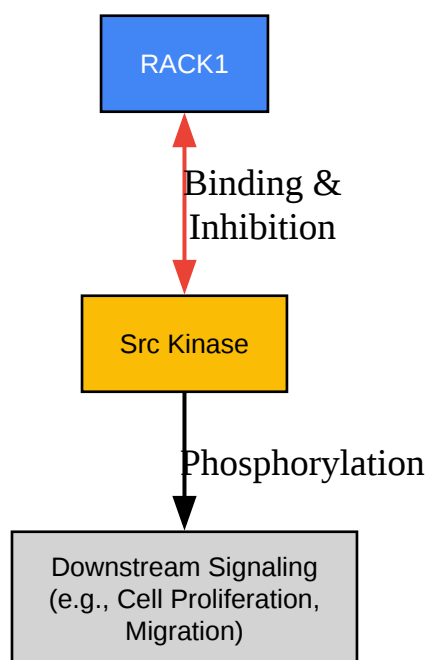 RACK1
Binding &
Inhibition
Src Kinase
Phosphorylation
Downstream Signaling
(e.g., Cell Proliferation,
Migration)